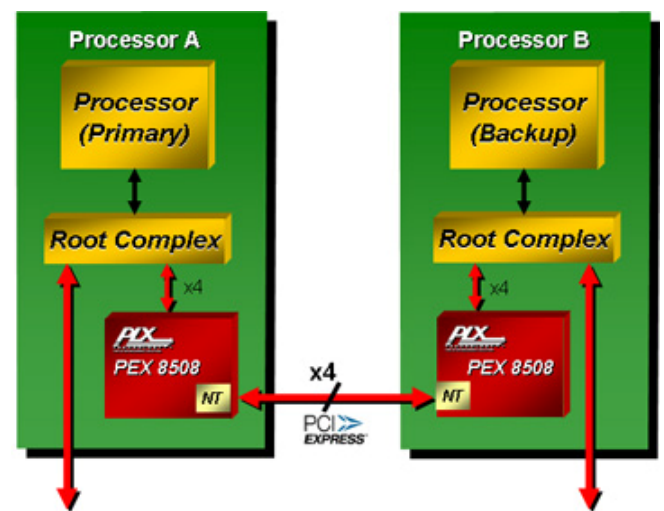 Processor A
Processor
(Primary)
Root Complex
x4
PLX
PEX 8508
NT
x4
PCI
EXPRESS
Processor B
Processor
(Backup)
Root Complex
x4
PLX
PEX 8508
NT